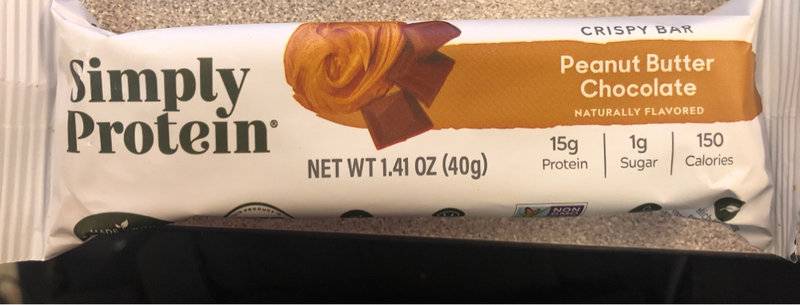 CRISPY BAR
Simply
Protein®
Peanut Butter
Chocolate
NATURALLY FLAVORED
NET WT 1.41 OZ (40g)
15g
Protein
1g
Sugar
150
Calories
NON